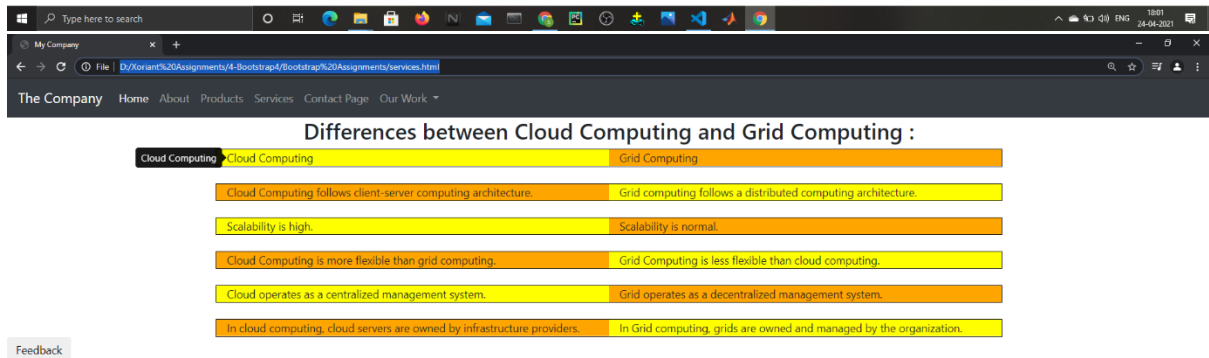 Type here to search
ENG
18:01
24-04-2021
My Company
File D:/Xoriant%20Assignments/4-Bootstrap4/Bootstrap%20Assignments/services.html
The Company Home About Products Services Contact Page Our Work
Differences between Cloud Computing and Grid Computing :
Cloud Computing
Cloud Computing Grid Computing
Cloud Computing follows client-server computing architecture. Grid computing follows a distributed computing architecture.
Scalability is high. Scalability is normal.
Cloud Computing is more flexible than grid computing. Grid Computing is less flexible than cloud computing.
Cloud operates as a centralized management system. Grid operates as a decentralized management system.
In cloud computing, cloud servers are owned by infrastructure providers. In Grid computing, grids are owned and managed by the organization.
Feedback